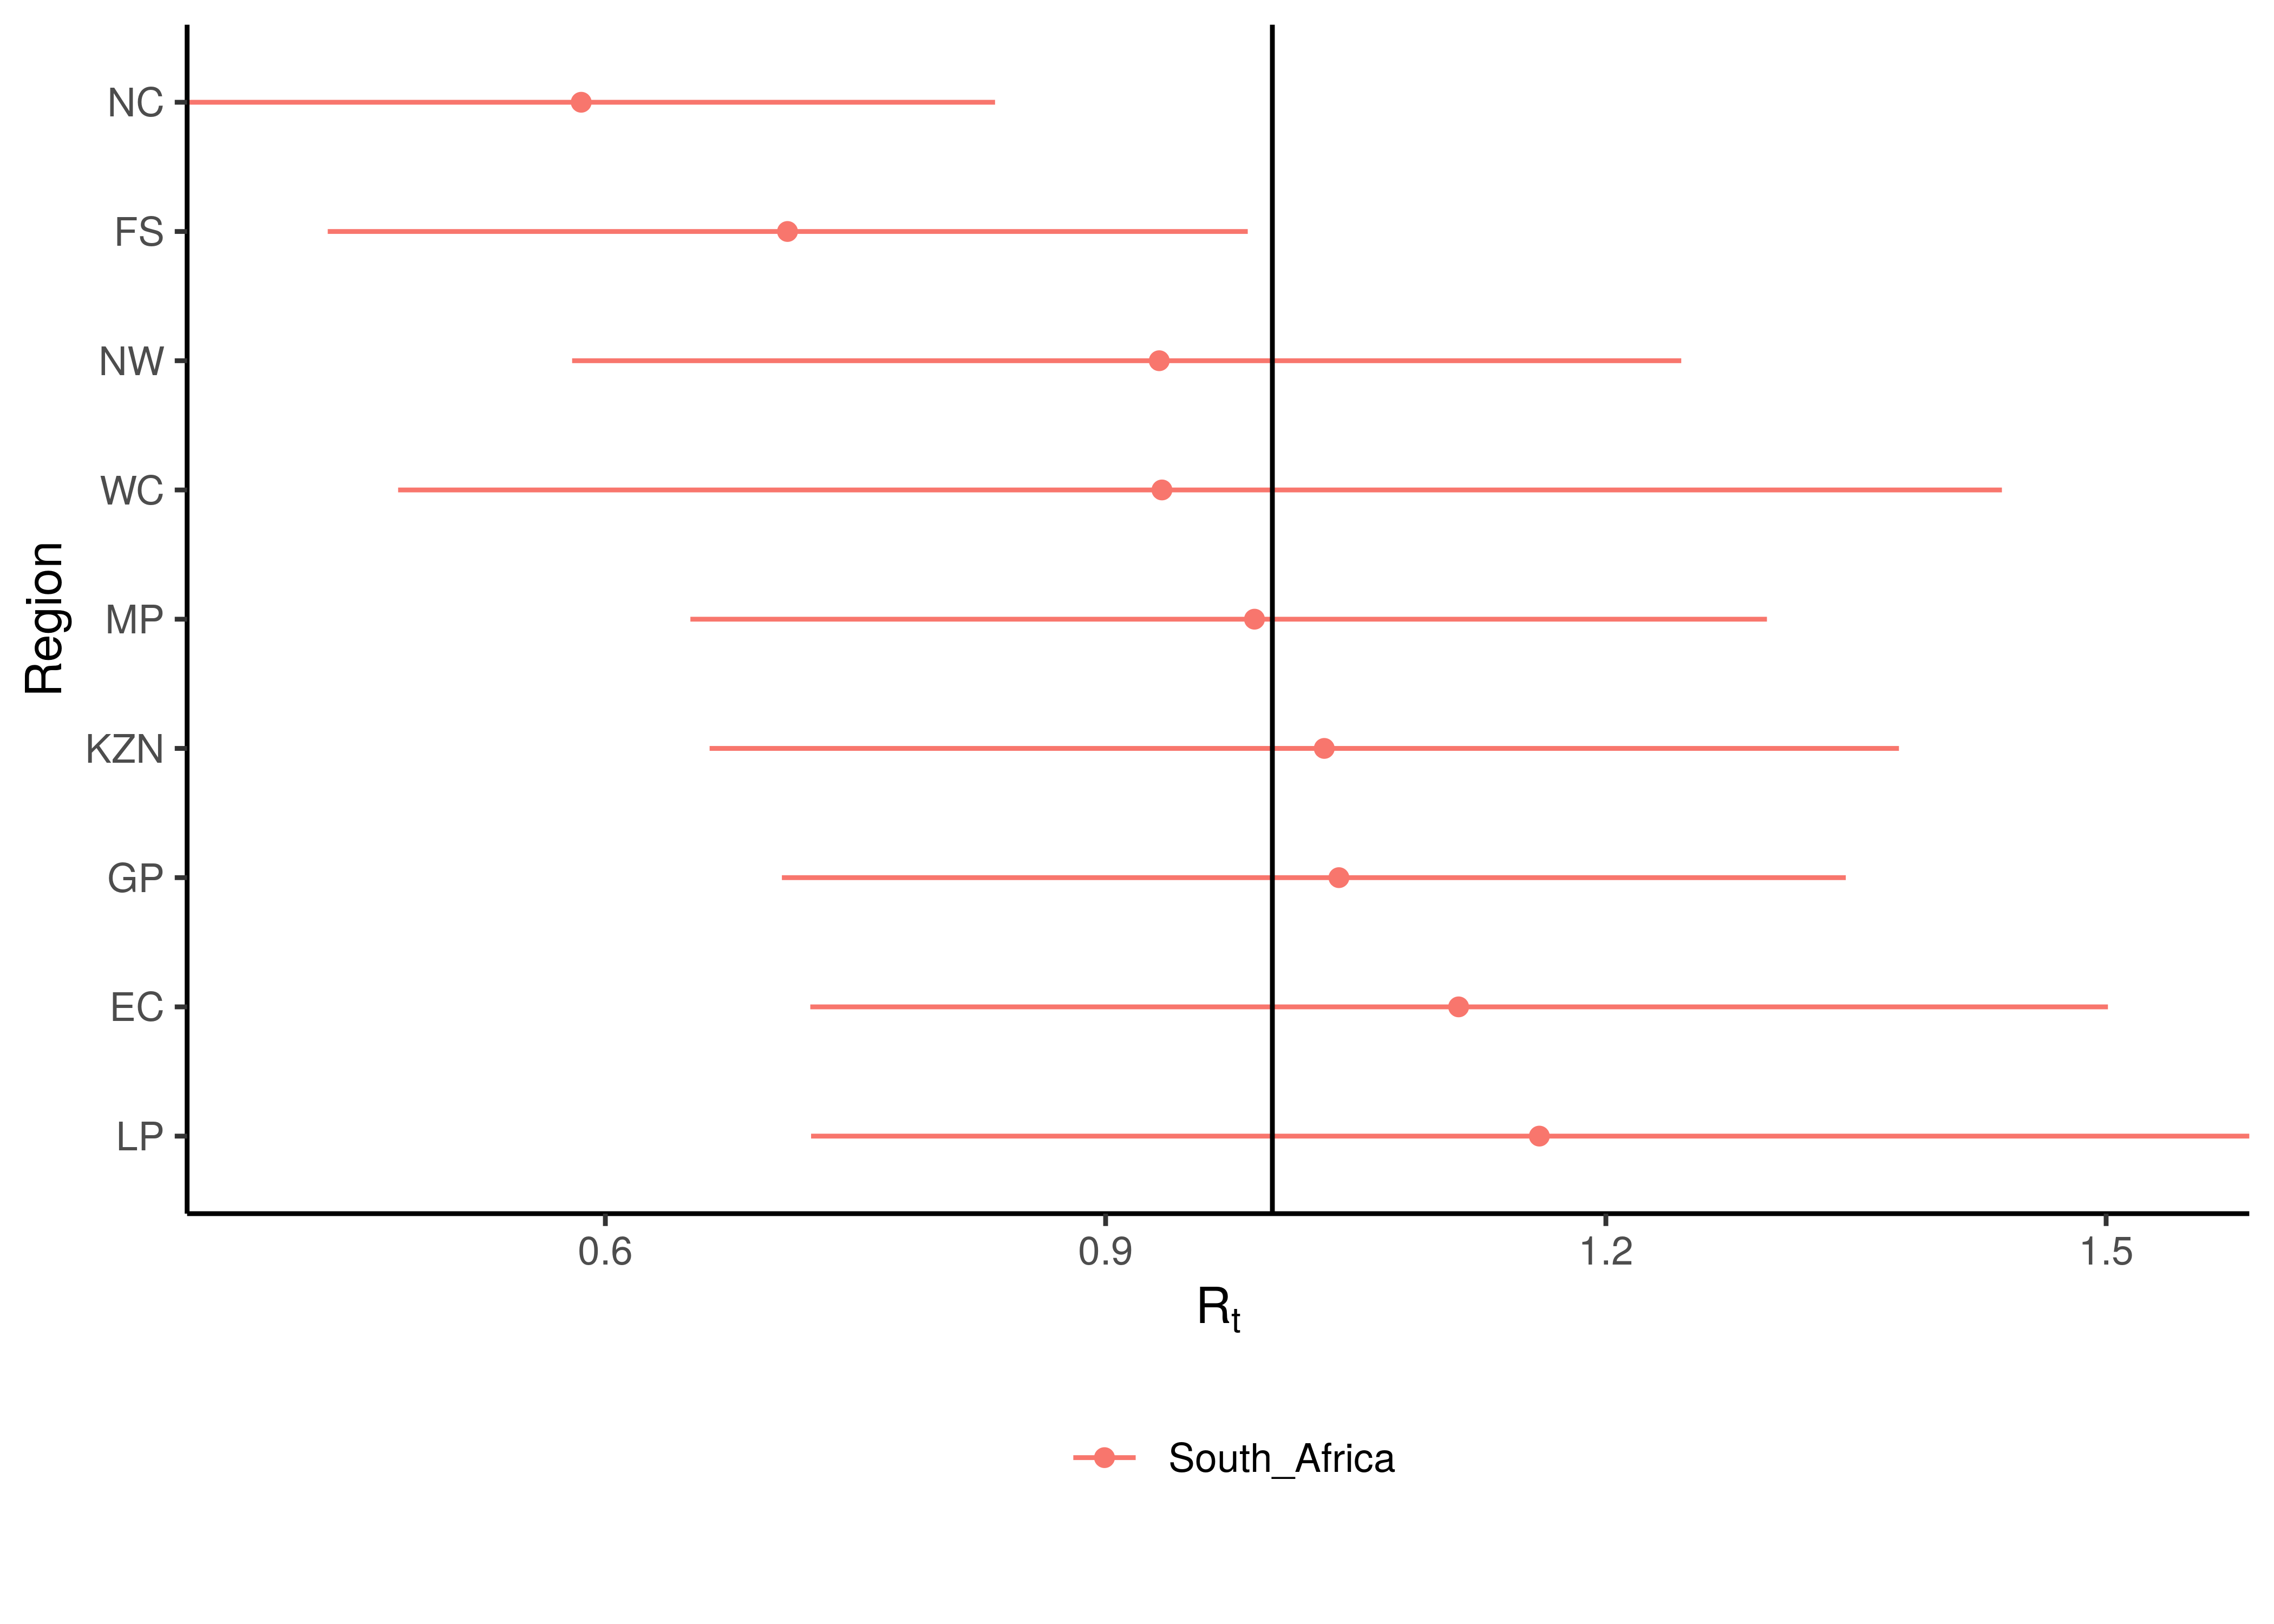 NC
FS
NW
WC
MP
KZN
GP
EC
LP
Region
0.6 0.9 1.2 1.5
Rt
South_Africa